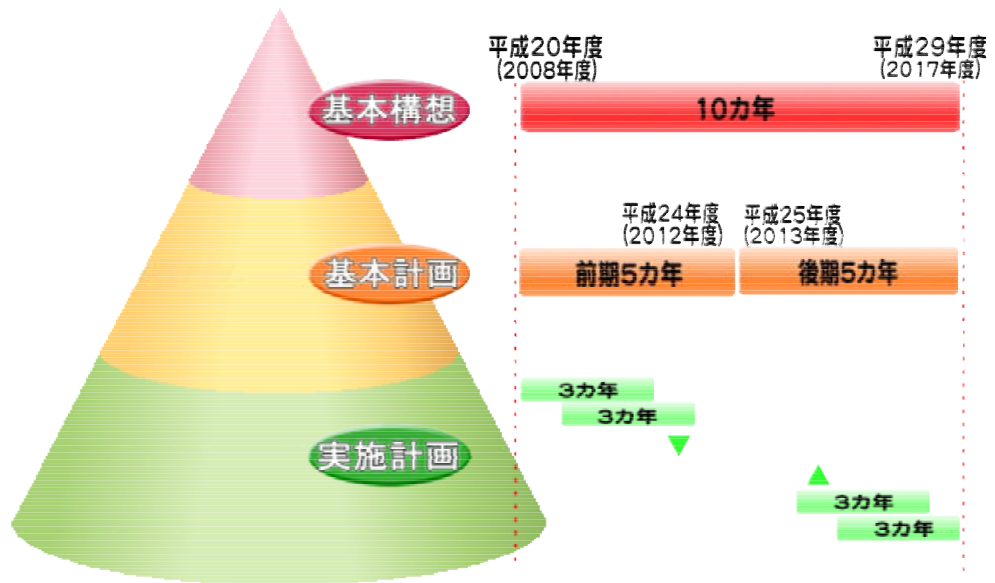 平成20年度
(2008年度)
平成29年度
(2017年度)
基本構想
10カ年
平成24年度
(2012年度)
平成25年度
(2013年度)
基本計画
前期5カ年
後期5カ年
3カ年
3カ年
実施計画
3カ年
3カ年